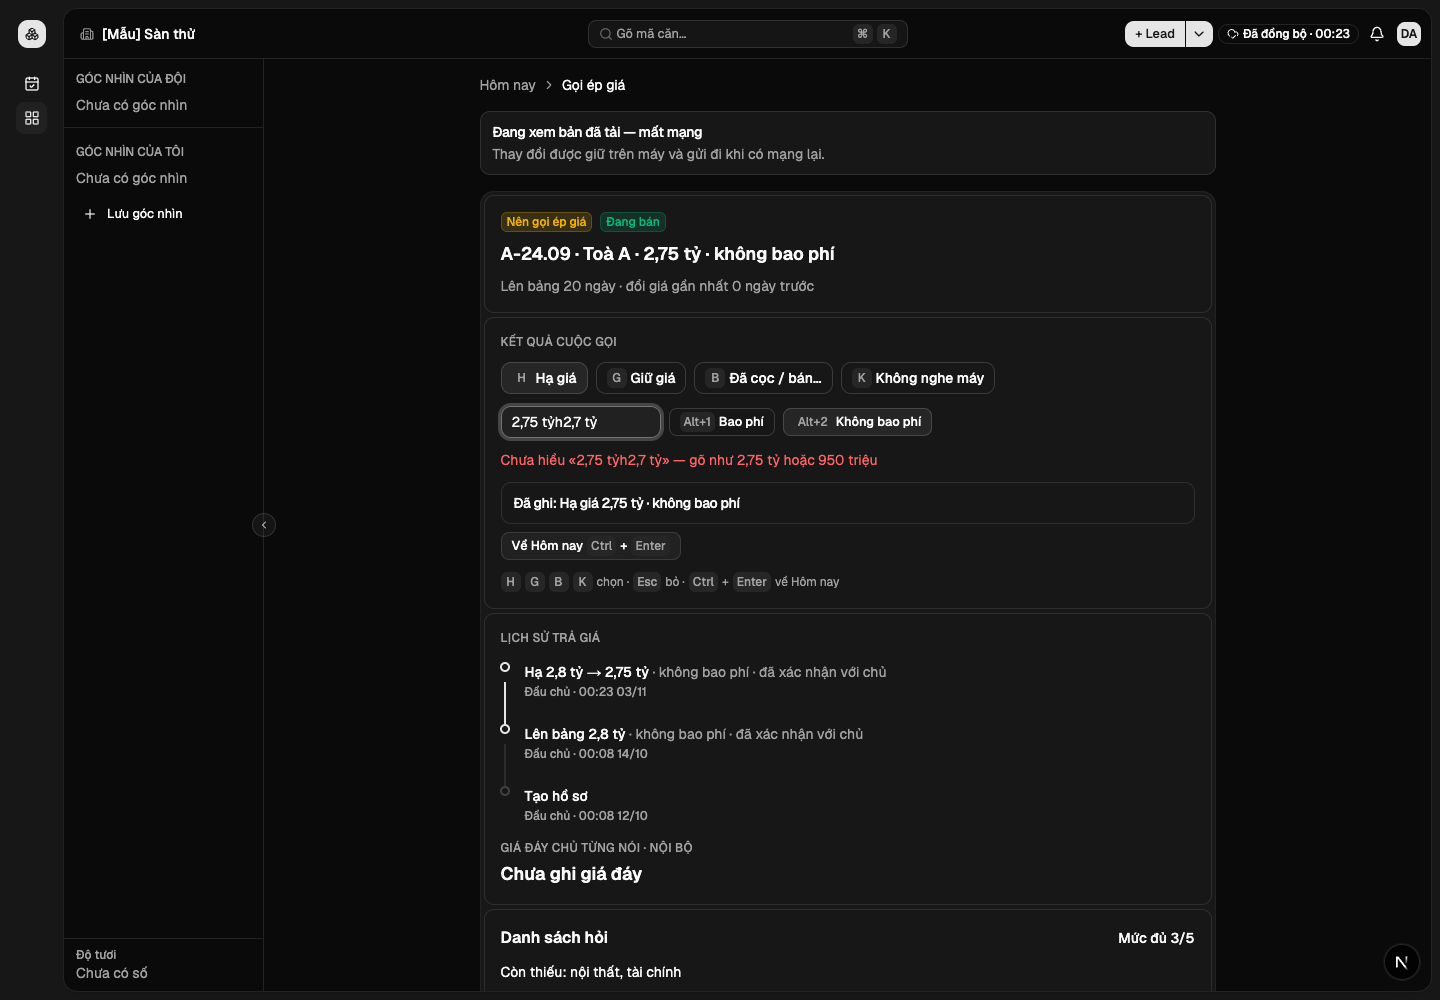 [Mẫu] Sàn thử
Gõ mã căn...
⌘ K
+ Lead
Đã đồng bộ · 00:23
DA
GÓC NHÌN CỦA ĐỘI
Chưa có góc nhìn
GÓC NHÌN CỦA TÔI
Chưa có góc nhìn
+ Lưu góc nhìn
Độ tươi
Chưa có số
Hôm nay > Gọi ép giá
Đang xem bản đã tải — mất mạng
Thay đổi được giữ trên máy và gửi đi khi có mạng lại.
Nên gọi ép giá Đang bán
A-24.09 · Toà A · 2,75 tỷ · không bao phí
Lên bảng 20 ngày · đổi giá gần nhất 0 ngày trước
KẾT QUẢ CUỘC GỌI
H Hạ giá G Giữ giá B Đã cọc / bán... K Không nghe máy
2,75 tỷh2,7 tỷ Alt+1 Bao phí Alt+2 Không bao phí
Chưa hiểu «2,75 tỷh2,7 tỷ» — gõ như 2,75 tỷ hoặc 950 triệu
Đã ghi: Hạ giá 2,75 tỷ · không bao phí
Về Hôm nay Ctrl + Enter
H G B K chọn · Esc bỏ · Ctrl + Enter về Hôm nay
LỊCH SỬ TRẢ GIÁ
Hạ 2,8 tỷ → 2,75 tỷ · không bao phí · đã xác nhận với chủ
Đầu chủ · 00:23 03/11
Lên bảng 2,8 tỷ · không bao phí · đã xác nhận với chủ
Đầu chủ · 00:08 14/10
Tạo hồ sơ
Đầu chủ · 00:08 12/10
GIÁ ĐÁY CHỦ TỪNG NÓI · NỘI BỘ
Chưa ghi giá đáy
Danh sách hỏi
Mức đủ 3/5
Còn thiếu: nội thất, tài chính
N